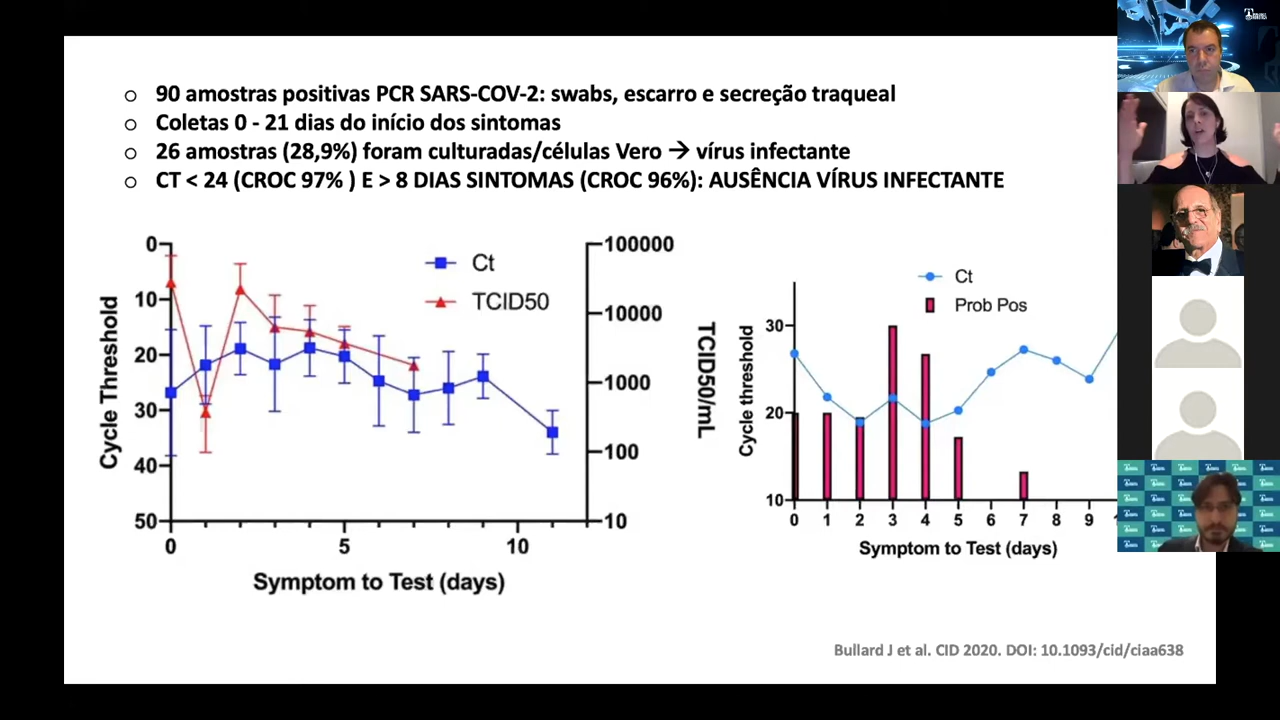 90 amostras positivas PCR SARS-COV-2: swabs, escarro e secreção traqueal
Coletas 0 - 21 dias do início dos sintomas
26 amostras (28,9%) foram culturadas/células Vero → vírus infectante
CT < 24 (CROC 97% ) E > 8 DIAS SINTOMAS (CROC 96%): AUSÊNCIA VÍRUS INFECTANTE
Cycle Threshold
0
10
20
30
40
50
Ct
TCID50
100000
10000
1000
100
10
TCID50/mL
0
5
10
Symptom to Test (days)
Cycle threshold
30
20
10
Ct
Prob Pos
0 1 2 3 4 5 6 7 8 9
Symptom to Test (days)
Bullard J et al. CID 2020. DOI: 10.1093/cid/ciaa638